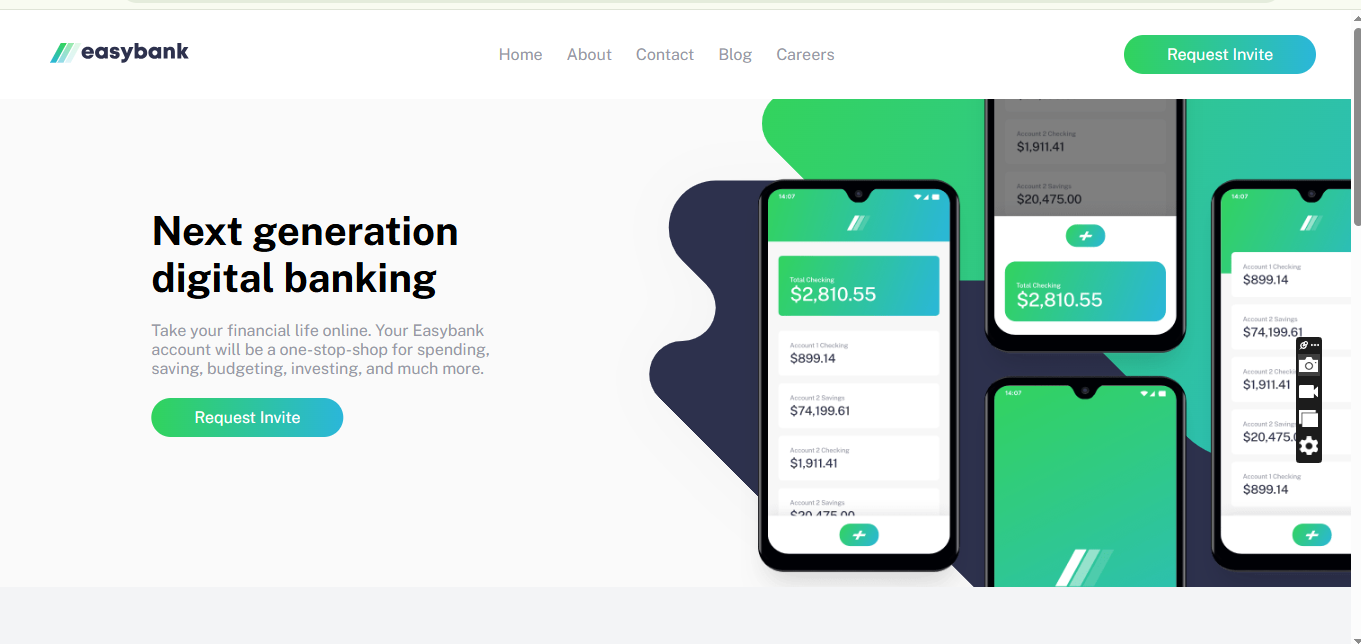 easybank
Home
About
Contact
Blog
Careers
Request Invite
Next generation
digital banking
Take your financial life online. Your Easybank
account will be a one-stop-shop for spending,
saving, budgeting, investing, and much more.
Request Invite
14:07
Total Checking
$2,810.55
Account 1 Checking
$899.14
Account 2 Savings
$74,199.61
Account 2 Checking
$1,911.41
Account 2 Savings
$20,475.00
Account 2 Checking
$1,911.41
Account 2 Savings
$20,475.00
Total Checking
$2,810.55
14:07
14:07
Account 1 Checking
$899.14
Account 2 Savings
$74,199.61
Account 2 Checking
$1,911.41
Account 2 Savings
$20,475.0
Account 1 Checking
$899.14